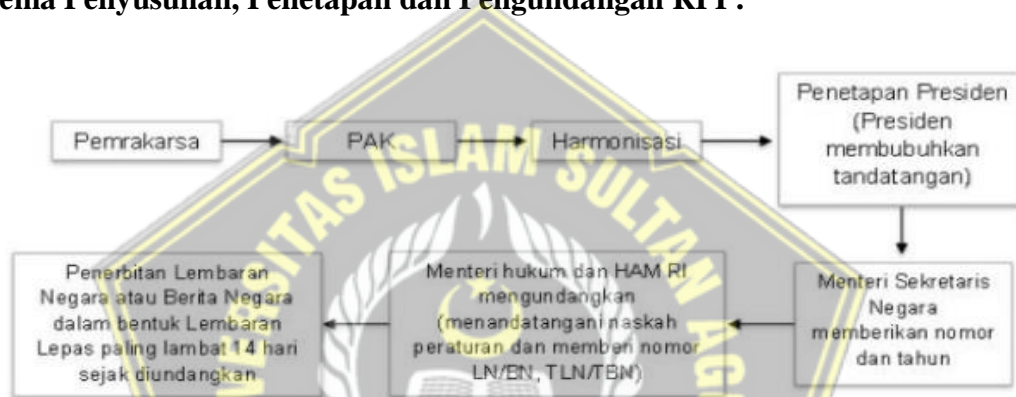 Penyusunan, Penetapan dan Pengundangan RPP:
Pemrakarsa
PAK
Harmonisasi
Penetapan Presiden
(Presiden
membubuhkan
tandatangan)
Menteri Sekretaris
Negara
memberikan nomor
dan tahun
Menteri hukum dan HAM RI
mengundangkan
(menandatangani naskah
peraturan dan memberi nomor
LN/BN, TLN/TBN)
Penerbitan Lembaran
Negara atau Berita Negara
dalam bentuk Lembaran
Lepas paling lambat 14 hari
sejak diundangkan
ISLAM SULTAN